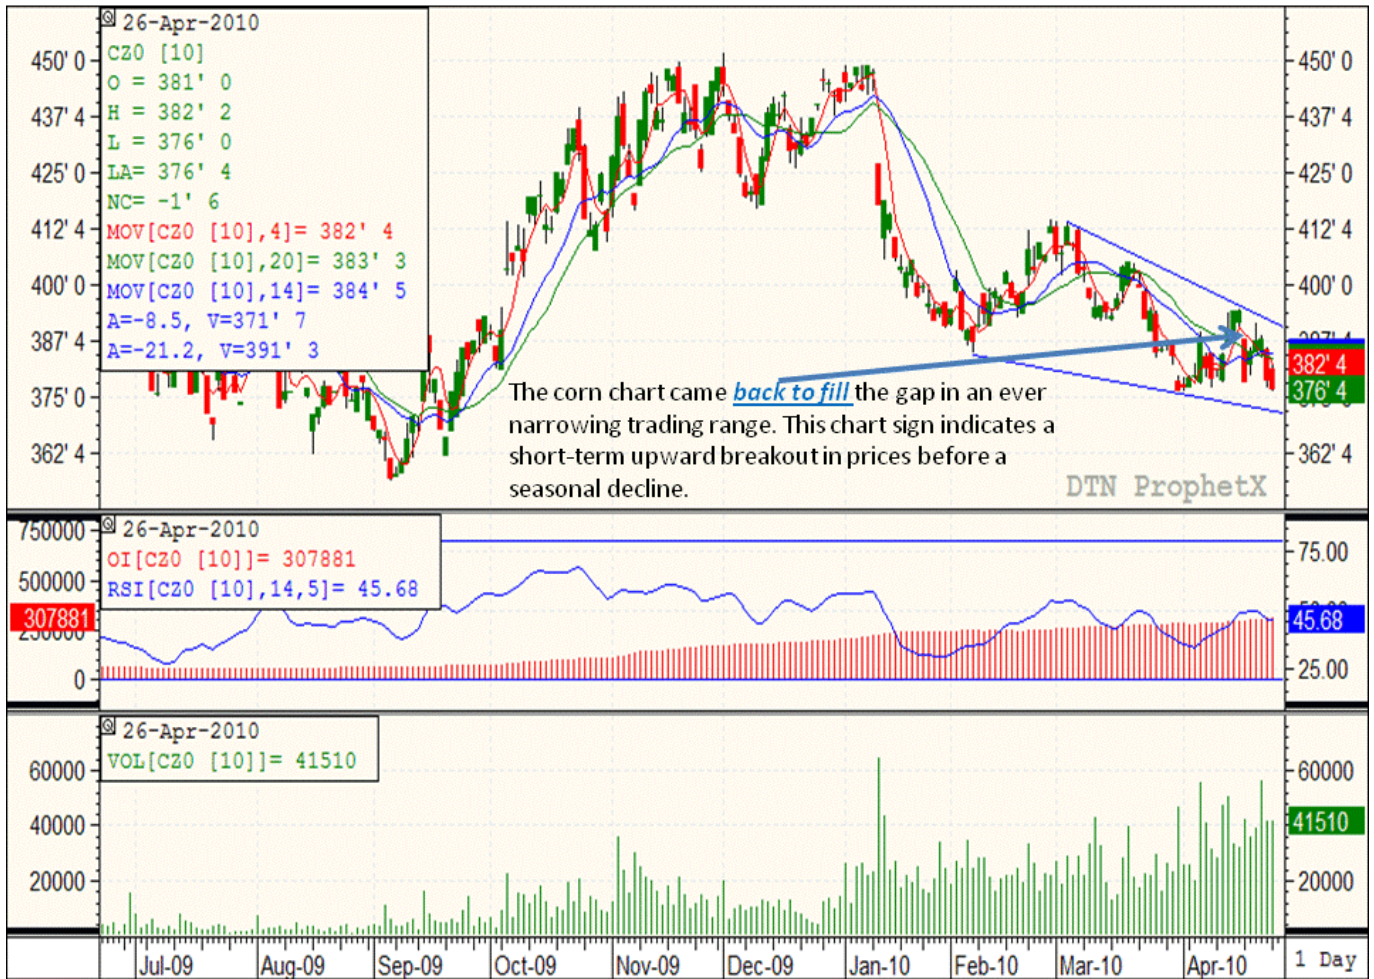 26-Apr-2010
CZ0 [10]
O = 381' 0
H = 382' 2
L = 376' 0
LA= 376' 4
NC= -1' 6
MOV[CZ0 [10],4]= 382' 4
MOV[CZ0 [10],20]= 383' 3
MOV[CZ0 [10],14]= 384' 5
A=-8.5, V=371' 7
A=-21.2, V=391' 3
450' 0
437' 4
425' 0
412' 4
400' 0
387' 4
375' 0
362' 4
450' 0
437' 4
425' 0
412' 4
400' 0
382' 4
376' 4
362' 4
The corn chart came back to fill the gap in an ever
narrowing trading range. This chart sign indicates a
short-term upward breakout in prices before a
seasonal decline.
DTN ProphetX
26-Apr-2010
OI[CZ0 [10]]= 307881
RSI[CZ0 [10],14,5]= 45.68
750000
500000
307881
250000
0
75.00
45.68
25.00
26-Apr-2010
VOL[CZ0 [10]]= 41510
60000
40000
20000
60000
41510
20000
Jul-09 Aug-09 Sep-09 Oct-09 Nov-09 Dec-09 Jan-10 Feb-10 Mar-10 Apr-10 1 Day